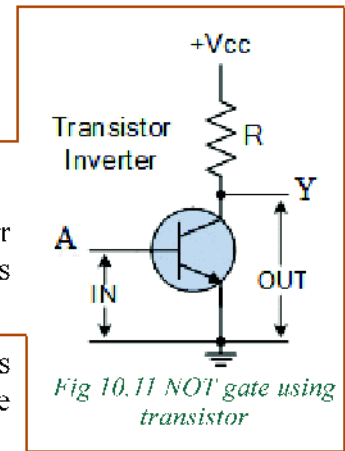 +Vcc
Transistor
Inverter
R
Y
A
r
s
IN
OUT
s
e
Fig 10.11 NOT gate using
transistor